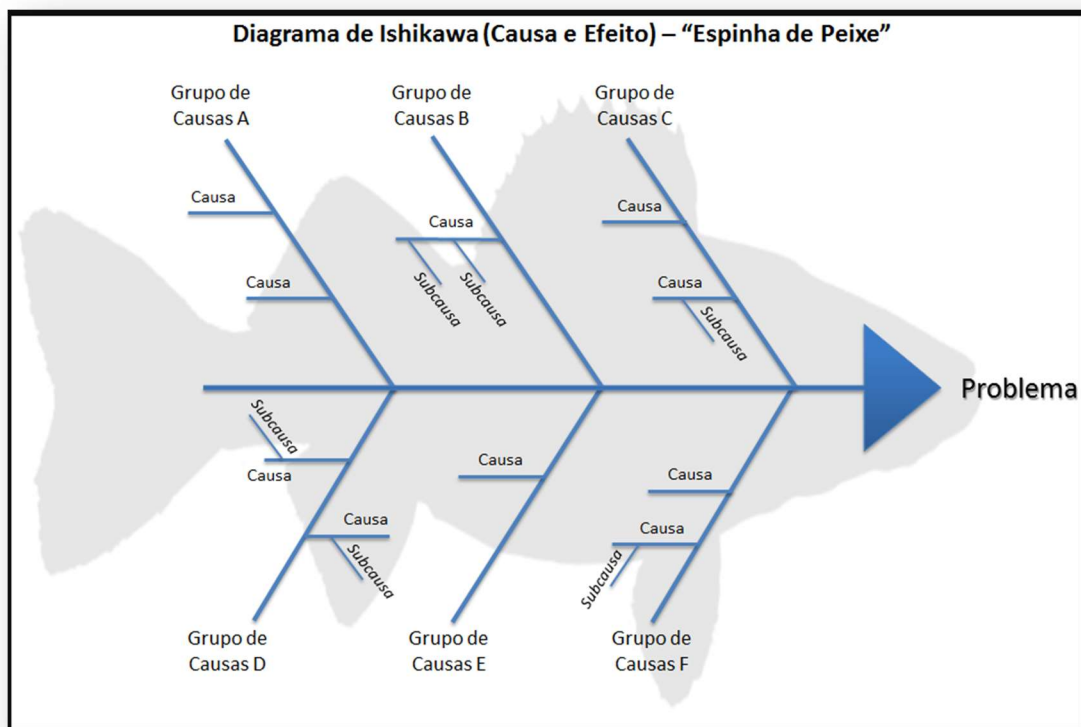 Diagrama de Ishikawa (Causa e Efeito) – “Espinha de Peixe”
Grupo de
Causas A
Grupo de
Causas B
Grupo de
Causas C
Causa
Causa
Causa
Subcausa
Subcausa
Causa
Causa
Subcausa
Problema
Subcausa
Causa
Causa
Subcausa
Causa
Causa
Causa
Subcausa
Grupo de
Causas D
Grupo de
Causas E
Grupo de
Causas F